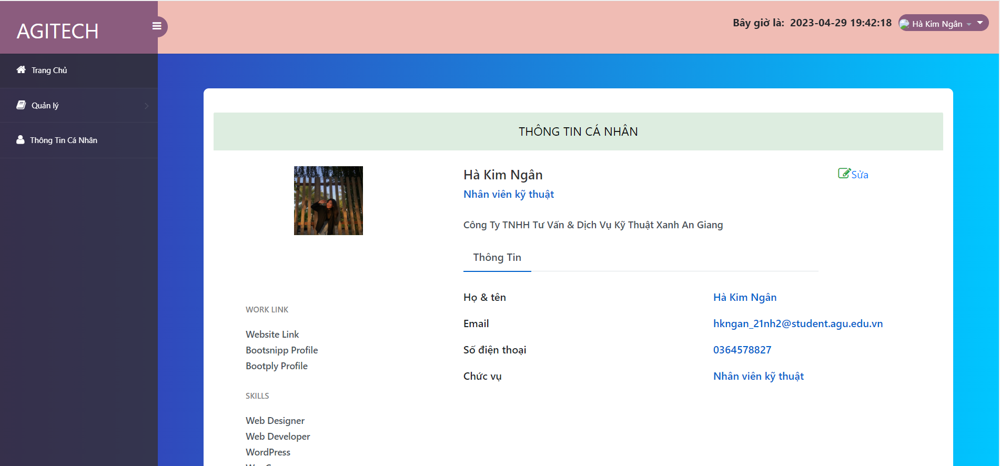 AGITECH
Bây giờ là: 2023-04-29 19:42:18
Hà Kim Ngân
Trang Chủ
Quản lý
Thông Tin Cá Nhân
THÔNG TIN CÁ NHÂN
Hà Kim Ngân
Sửa
Nhân viên kỹ thuật
Công Ty TNHH Tư Vấn & Dịch Vụ Kỹ Thuật Xanh An Giang
Thông Tin
Họ & tên
Hà Kim Ngân
Email
hkngan_21nh2@student.agu.edu.vn
Số điện thoại
0364578827
Chức vụ
Nhân viên kỹ thuật
WORK LINK
Website Link
Bootsnipp Profile
Bootply Profile
SKILLS
Web Designer
Web Developer
WordPress